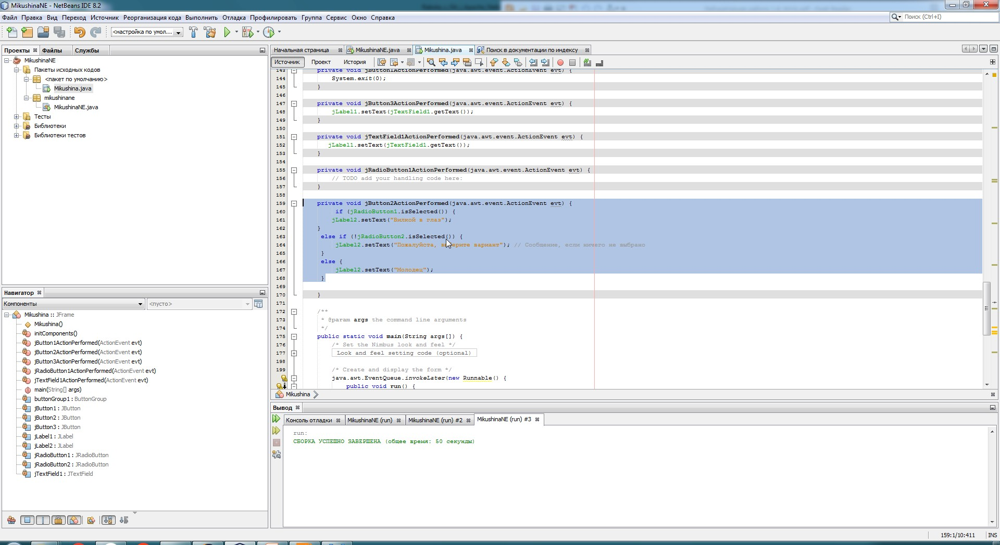 MikushinaNE - NetBeans IDE 8.2
Файл Правка Вид Переход Источник Реорганизация кода Выполнить Отладка Профилировать Группа Сервис Окно Справка
Поиск (Ctrl+I)
<настройка по умол...
Проекты Файлы Службы
MikushinaNE
Пакеты исходных кодов
<пакет по умолчанию>
Mikushina.java
mikushinane
MikushinaNE.java
Тесты
Библиотеки
Библиотеки тестов
Навигатор
Компоненты <пусто>
Mikushina :: JFrame
Mikushina()
initComponents()
jButton1ActionPerformed(ActionEvent evt)
jButton2ActionPerformed(ActionEvent evt)
jButton3ActionPerformed(ActionEvent evt)
jRadioButton1ActionPerformed(ActionEvent evt)
jTextField1ActionPerformed(ActionEvent evt)
main(String[] args)
buttonGroup1 : ButtonGroup
jButton1 : JButton
jButton2 : JButton
jButton3 : JButton
jLabel1 : JLabel
jLabel2 : JLabel
jRadioButton1 : JRadioButton
jRadioButton2 : JRadioButton
jTextField1 : JTextField
Начальная страница MikushinaNE.java Mikushina.java Поиск в документации по индексу
Источник Проект История
143 private void jButton1ActionPerformed(java.awt.event.ActionEvent evt) {
144 System.exit(0);
145 }
146
147 private void jButton3ActionPerformed(java.awt.event.ActionEvent evt) {
148 jLabel1.setText(jTextField1.getText());
149 }
150
151 private void jTextField1ActionPerformed(java.awt.event.ActionEvent evt) {
152 jLabel1.setText(jTextField1.getText());
153 }
154
155 private void jRadioButton1ActionPerformed(java.awt.event.ActionEvent evt) {
156 // TODO add your handling code here:
157 }
158
159 private void jButton2ActionPerformed(java.awt.event.ActionEvent evt) {
160 if (jRadioButton1.isSelected()) {
161 jLabel2.setText("Вилкой в глаз");
162 }
163 else if (!jRadioButton2.isSelected()) {
164 jLabel2.setText("Пожалуйста, выберите вариант"); // Сообщение, если ничего не выбрано
165 }
166 else {
167 jLabel2.setText("Молодец");
168 }
169
170 }
171
172 /**
173 * @param args the command line arguments
174 */
175 public static void main(String args[]) {
176 /* Set the Nimbus look and feel */
177 Look and feel setting code (optional)
198
199 /* Create and display the form */
java.awt.EventQueue.invokeLater(new Runnable() {
public void run() {
Mikushina
Вывод
Консоль отладки MikushinaNE (run) MikushinaNE (run) #2 MikushinaNE (run) #3
run:
СБОРКА УСПЕШНО ЗАВЕРШЕНА (общее время: 50 секунды)
159:1/10:411 INS